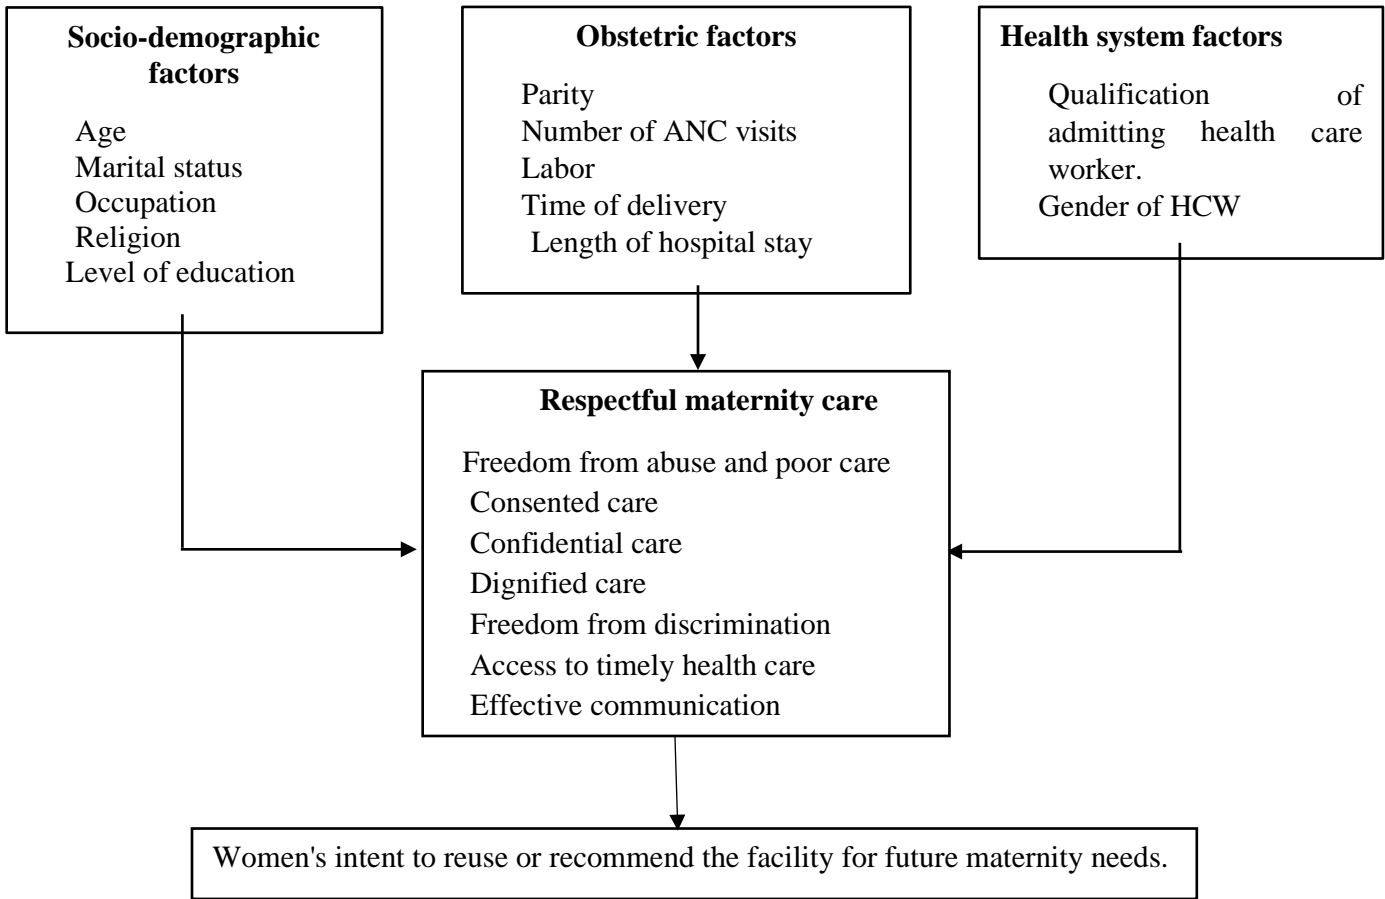 Socio-demographic
factors
Age
Marital status
Occupation
Religion
Level of education
Obstetric factors
Parity
Number of ANC visits
Labor
Time of delivery
Length of hospital stay
Health system factors
Qualification of
admitting health care
worker.
Gender of HCW
Respectful maternity care
Freedom from abuse and poor care
Consented care
Confidential care
Dignified care
Freedom from discrimination
Access to timely health care
Effective communication
Women's intent to reuse or recommend the facility for future maternity needs.